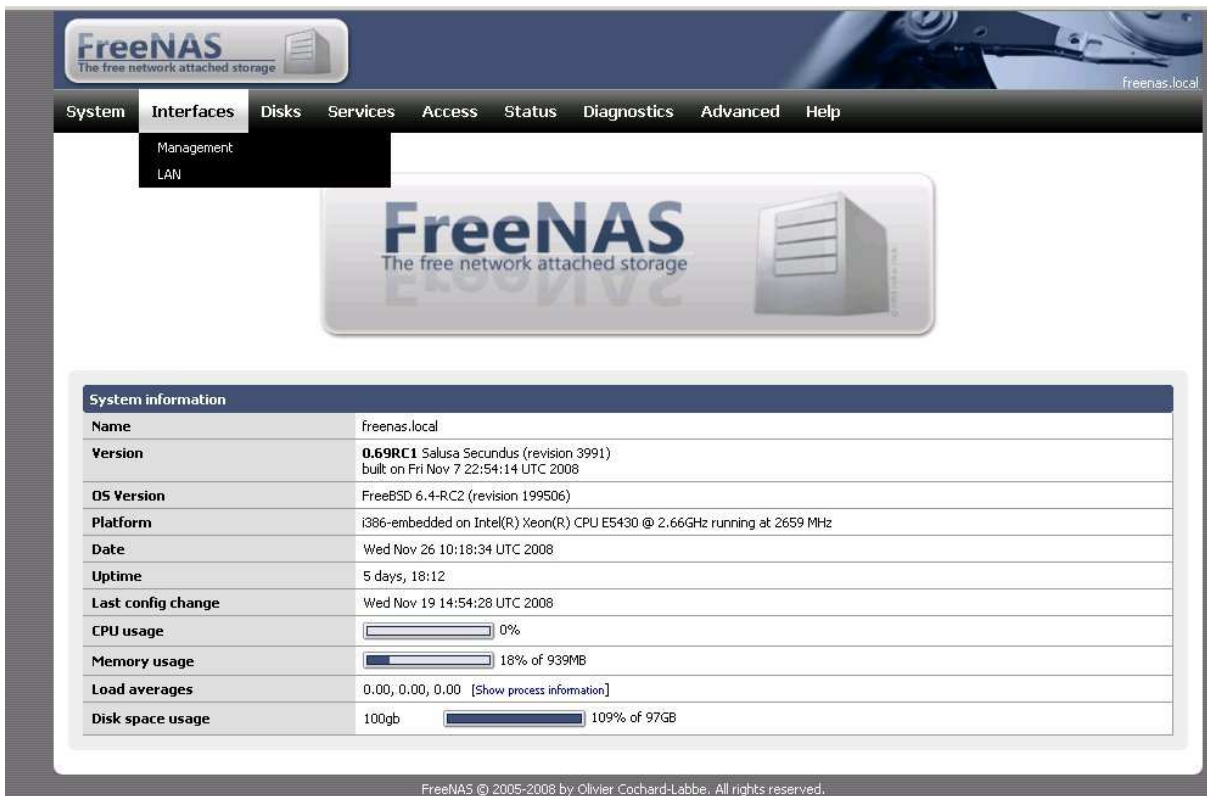 FreeNAS
The free network attached storage
freenas.local
System Interfaces Disks Services Access Status Diagnostics Advanced Help
Management
LAN
FreeNAS
The free network attached storage
System information
Name freenas.local
Version 0.69RC1 Salusa Secundus (revision 3991)
built on Fri Nov 7 22:54:14 UTC 2008
OS Version FreeBSD 6.4-RC2 (revision 199506)
Platform i386-embedded on Intel(R) Xeon(R) CPU E5430 @ 2.66GHz running at 2659 MHz
Date Wed Nov 26 10:18:34 UTC 2008
Uptime 5 days, 18:12
Last config change Wed Nov 19 14:54:28 UTC 2008
CPU usage 0%
Memory usage 18% of 939MB
Load averages 0.00, 0.00, 0.00 [Show process information]
Disk space usage 100gb 109% of 97GB
FreeNAS © 2005-2008 by Olivier Cochard-Labbe. All rights reserved.